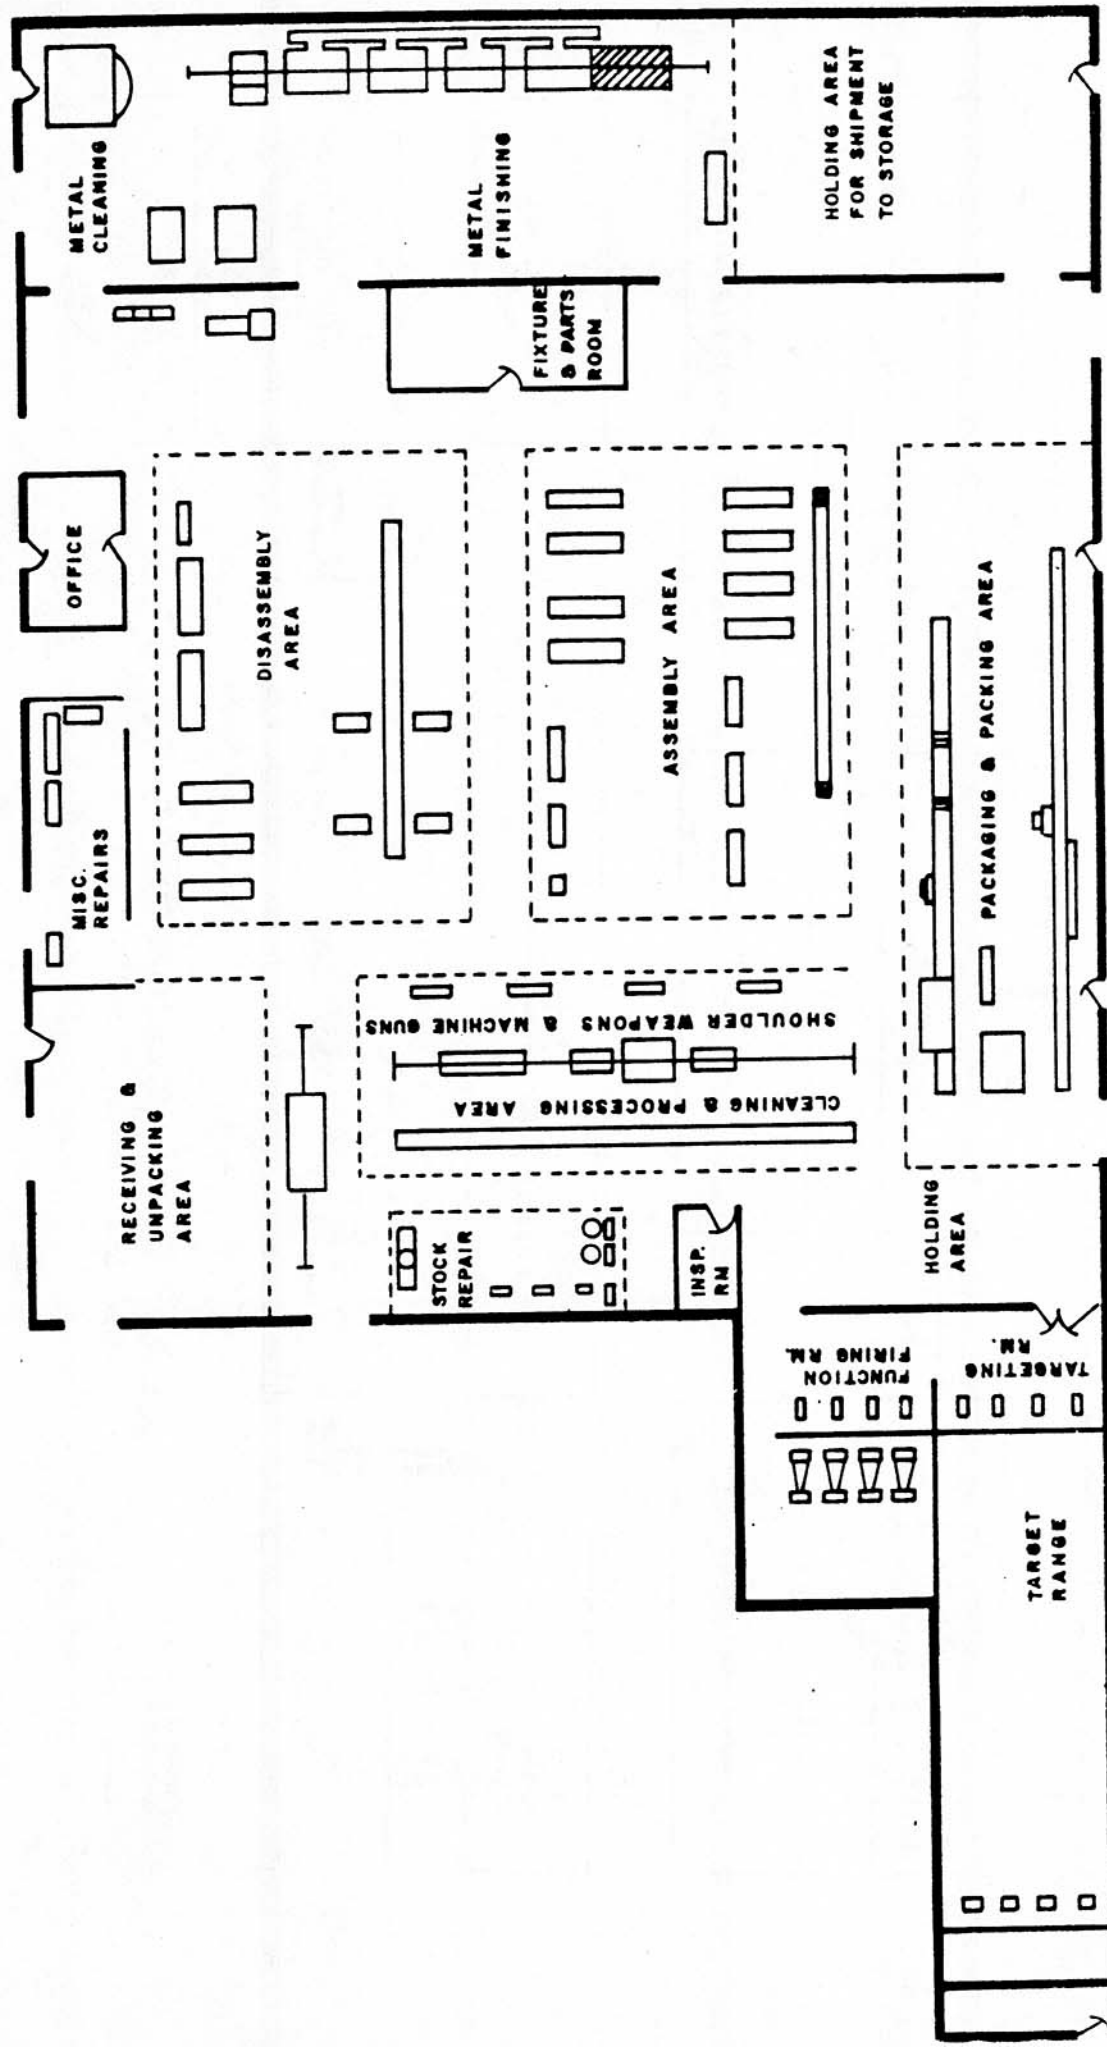 METAL
CLEANING
METAL
FINISHING
HOLDING AREA
FOR SHIPMENT
TO STORAGE
FIXTURE
& PARTS
ROOM
OFFICE
DISASSEMBLY
AREA
ASSEMBLY AREA
PACKAGING & PACKING AREA
MISC.
REPAIRS
RECEIVING &
UNPACKING
AREA
SHOULDER WEAPONS & MACHINE GUNS
CLEANING & PROCESSING AREA
STOCK
REPAIR
INSP.
RM
HOLDING
AREA
FUNCTION
FIRING RM.
TARGETING
RM.
TARGET
RANGE